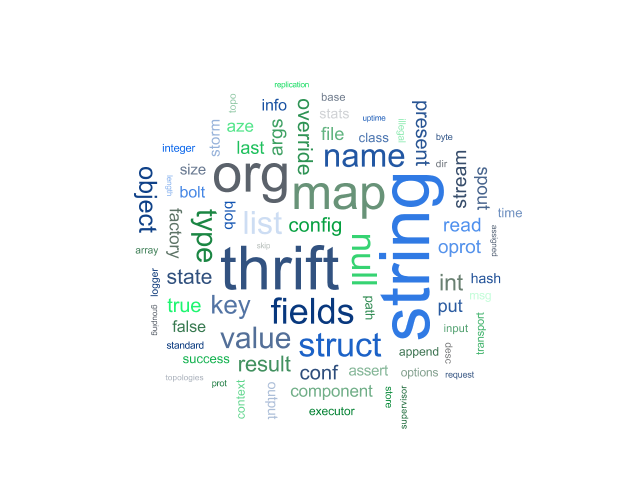 replication
topo
info
base
override
stats
uptime
illegal
present
storm
aze
args
file
class
byte
integer
last
name
dir
stream
object
size
org
map
string
spouts
length
bolt
type
blob
list
config
null
read
time
factory
oprot
assigned
array
skip
thrift
logger
state
int
hash
grouping
true
key
fields
path
put
msg
false
value
struct
input
transport
standard
success
result
append
desc
topologies
prot
conf
assert
options
request
context
output
component
store
supervisor
executor